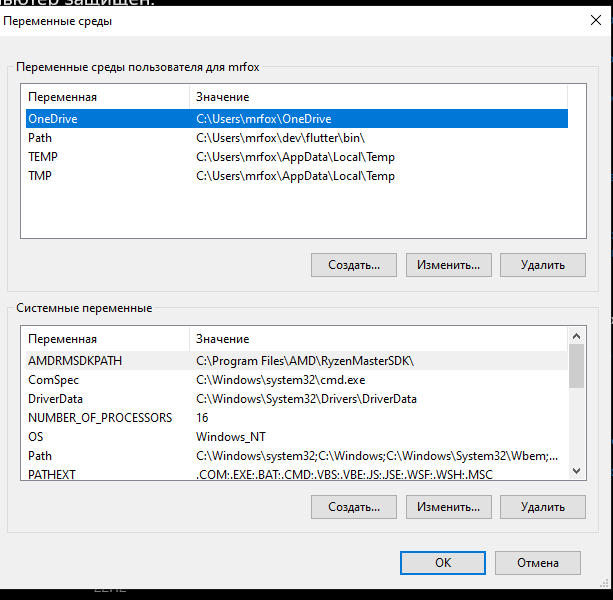 ьютер защищен.
Переменные среды
Переменные среды пользователя для mrfox
Переменная Значение
OneDrive C:\Users\mrfox\OneDrive
Path C:\Users\mrfox\dev\flutter\bin\
TEMP C:\Users\mrfox\AppData\Local\Temp
TMP C:\Users\mrfox\AppData\Local\Temp
Создать... Изменить... Удалить
Системные переменные
Переменная Значение
AMDRMSDKPATH C:\Program Files\AMD\RyzenMasterSDK\
ComSpec C:\Windows\system32\cmd.exe
DriverData C:\Windows\System32\Drivers\DriverData
NUMBER_OF_PROCESSORS 16
OS Windows_NT
Path C:\Windows\system32;C:\Windows;C:\Windows\System32\Wbem;...
PATHEXT .COM;.EXE;.BAT;.CMD;.VBS;.VBE;.JS;.JSE;.WSF;.WSH;.MSC
Создать... Изменить... Удалить
OK Отмена